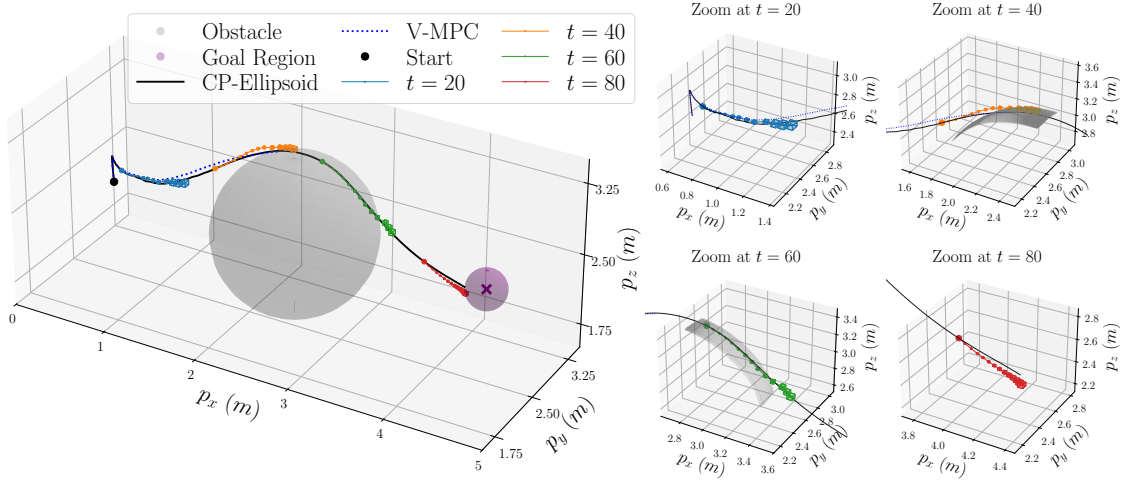 Obstacle
Goal Region
CP-Ellipsoid
V-MPC
Start
t = 20
t = 40
t = 60
t = 80
0
1
2
3
4
5
p_x (m)
1.75
2.50
3.25
p_y (m)
3.25
2.50
1.75
p_z (m)
Zoom at t = 20
3.0
2.8
2.6
2.4
p_z (m)
0.6
0.8
1.0
1.2
1.4
p_x (m)
2.2
2.4
2.6
2.8
p_y (m)
Zoom at t = 40
3.6
3.4
3.2
3.0
2.8
p_z (m)
1.6
1.8
2.0
2.2
2.4
p_x (m)
2.2
2.4
2.6
2.8
3.0
p_y (m)
Zoom at t = 60
3.4
3.2
3.0
2.8
2.6
p_z (m)
2.8
3.0
3.2
3.4
3.6
p_x (m)
2.2
2.4
2.6
2.8
3.0
p_y (m)
Zoom at t = 80
2.8
2.6
2.4
2.2
p_z (m)
3.8
4.0
4.2
4.4
p_x (m)
2.2
2.4
2.6
2.8
p_y (m)